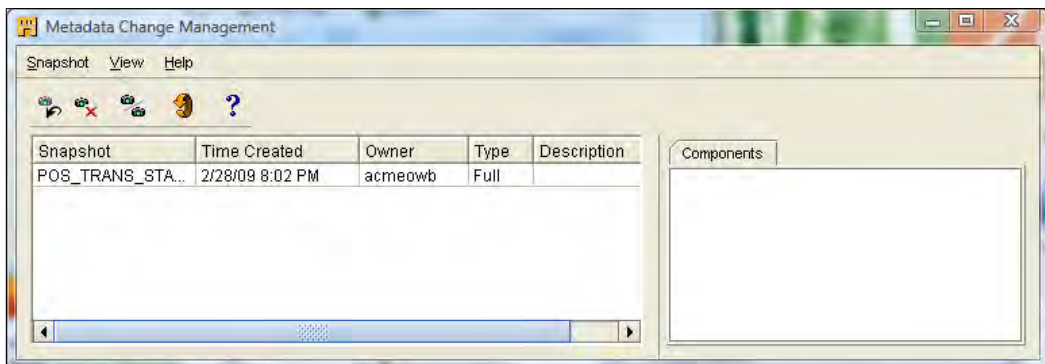 Metadata Change Management
Snapshot View Help
?
Snapshot Time Created Owner Type Description
POS_TRANS_STA... 2/28/09 8:02 PM acmeowb Full
Components